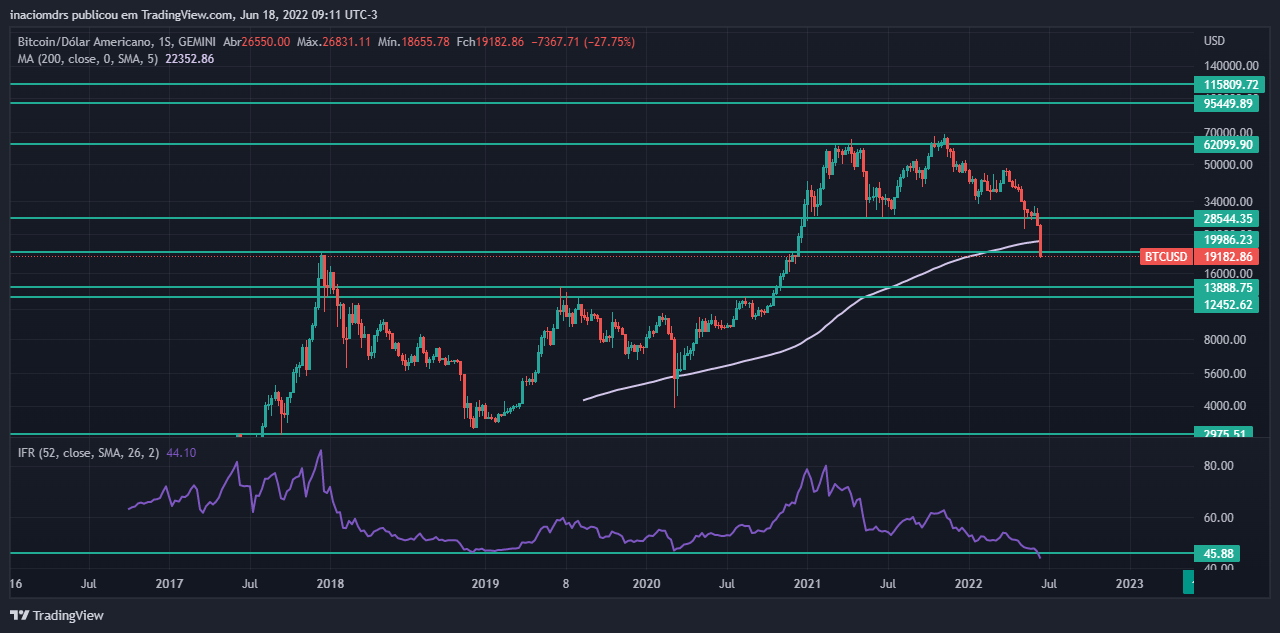 inaciomdrs publicou em TradingView.com, Jun 18, 2022 09:11 UTC-3
Bitcoin/Dólar Americano, 1S, GEMINI Abr26550.00 Máx.26831.11 Mín.18655.78 Fch19182.86 −7367.71 (−27.75%)
MA (200, close, 0, SMA, 5) 22352.86
USD
140000.00
115809.72
95449.89
70000.00
62099.90
50000.00
34000.00
28544.35
19986.23
BTCUSD 19182.86
16000.00
13888.75
12452.62
8000.00
5600.00
4000.00
2975.51
IFR (52, close, SMA, 26, 2) 44.10
80.00
60.00
45.88
40.00
16 Jul 2017 Jul 2018 2019 8 2020 Jul 2021 Jul 2022 Jul 2023
TradingView